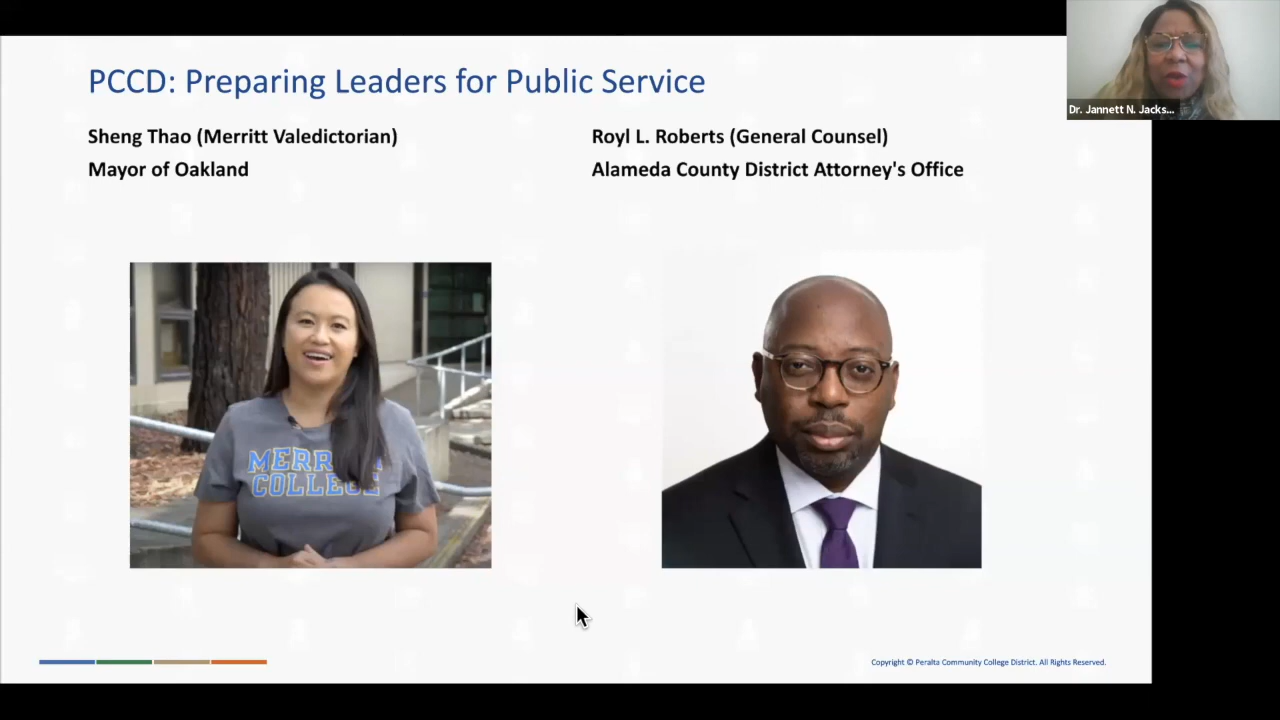 PCCD: Preparing Leaders for Public Service
Dr. Jannett N. Jacks...
Sheng Thao (Merritt Valedictorian)
Mayor of Oakland
Royl L. Roberts (General Counsel)
Alameda County District Attorney's Office
MERR
COLLEGE
Copyright © Peralta Community College District. All Rights Reserved.